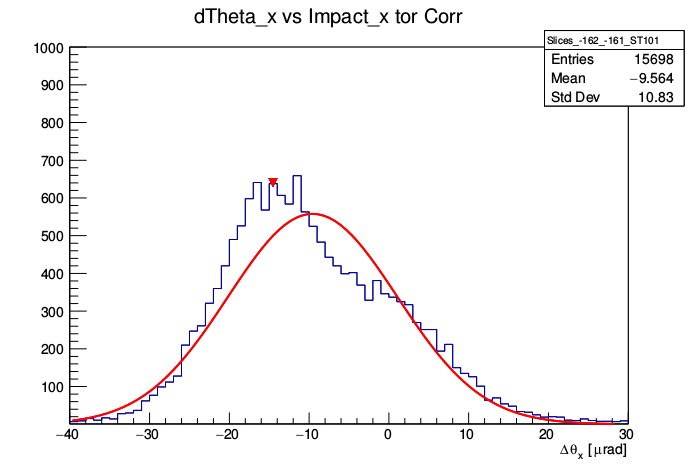 dTheta_x vs Impact_x tor Corr
Slices_-162_-161_ST101
Entries 15698
Mean −9.564
Std Dev 10.83
1000
900
800
700
600
500
400
300
200
100
−40 −30 −20 −10 0 10 20 30
Δθx [μrad]